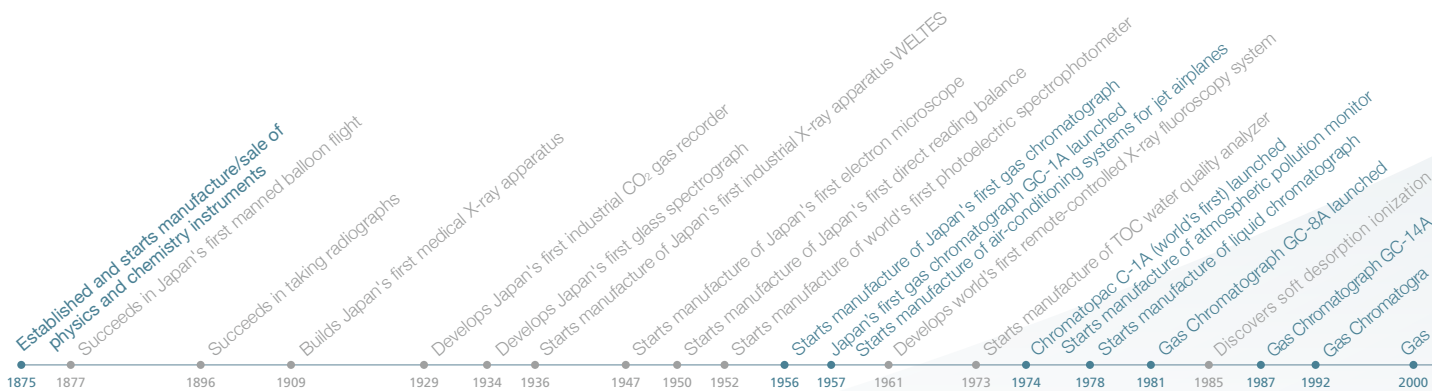 Established and starts manufacture/sale of
physics and chemistry instruments
Succeeds in Japan's first manned balloon flight
Succeeds in taking radiographs
Builds Japan's first medical X-ray apparatus
Develops Japan's first industrial CO₂ gas recorder
Develops Japan's first glass spectrograph
Starts manufacture of Japan's first industrial X-ray apparatus WELTES
Starts manufacture of Japan's first electron microscope
Starts manufacture of Japan's first direct reading balance
Starts manufacture of world's first photoelectric spectrophotometer
Starts manufacture of Japan's first gas chromatograph
Japan's first gas chromatograph GC-1A launched
Starts manufacture of air-conditioning systems for jet airplanes
Develops world's first remote-controlled X-ray fluoroscopy system
Starts manufacture of TOC water quality analyzer
Chromatopac C-1A (world's first) launched
Starts manufacture of atmospheric pollution monitor
Starts manufacture of liquid chromatograph
Gas Chromatograph GC-8A launched
Discovers soft desorption ionization
Gas Chromatograph GC-14A
Gas Chromatogra
Gas
1875 1877 1896 1909 1929 1934 1936 1947 1950 1952 1956 1957 1961 1973 1974 1978 1981 1985 1987 1992 2000